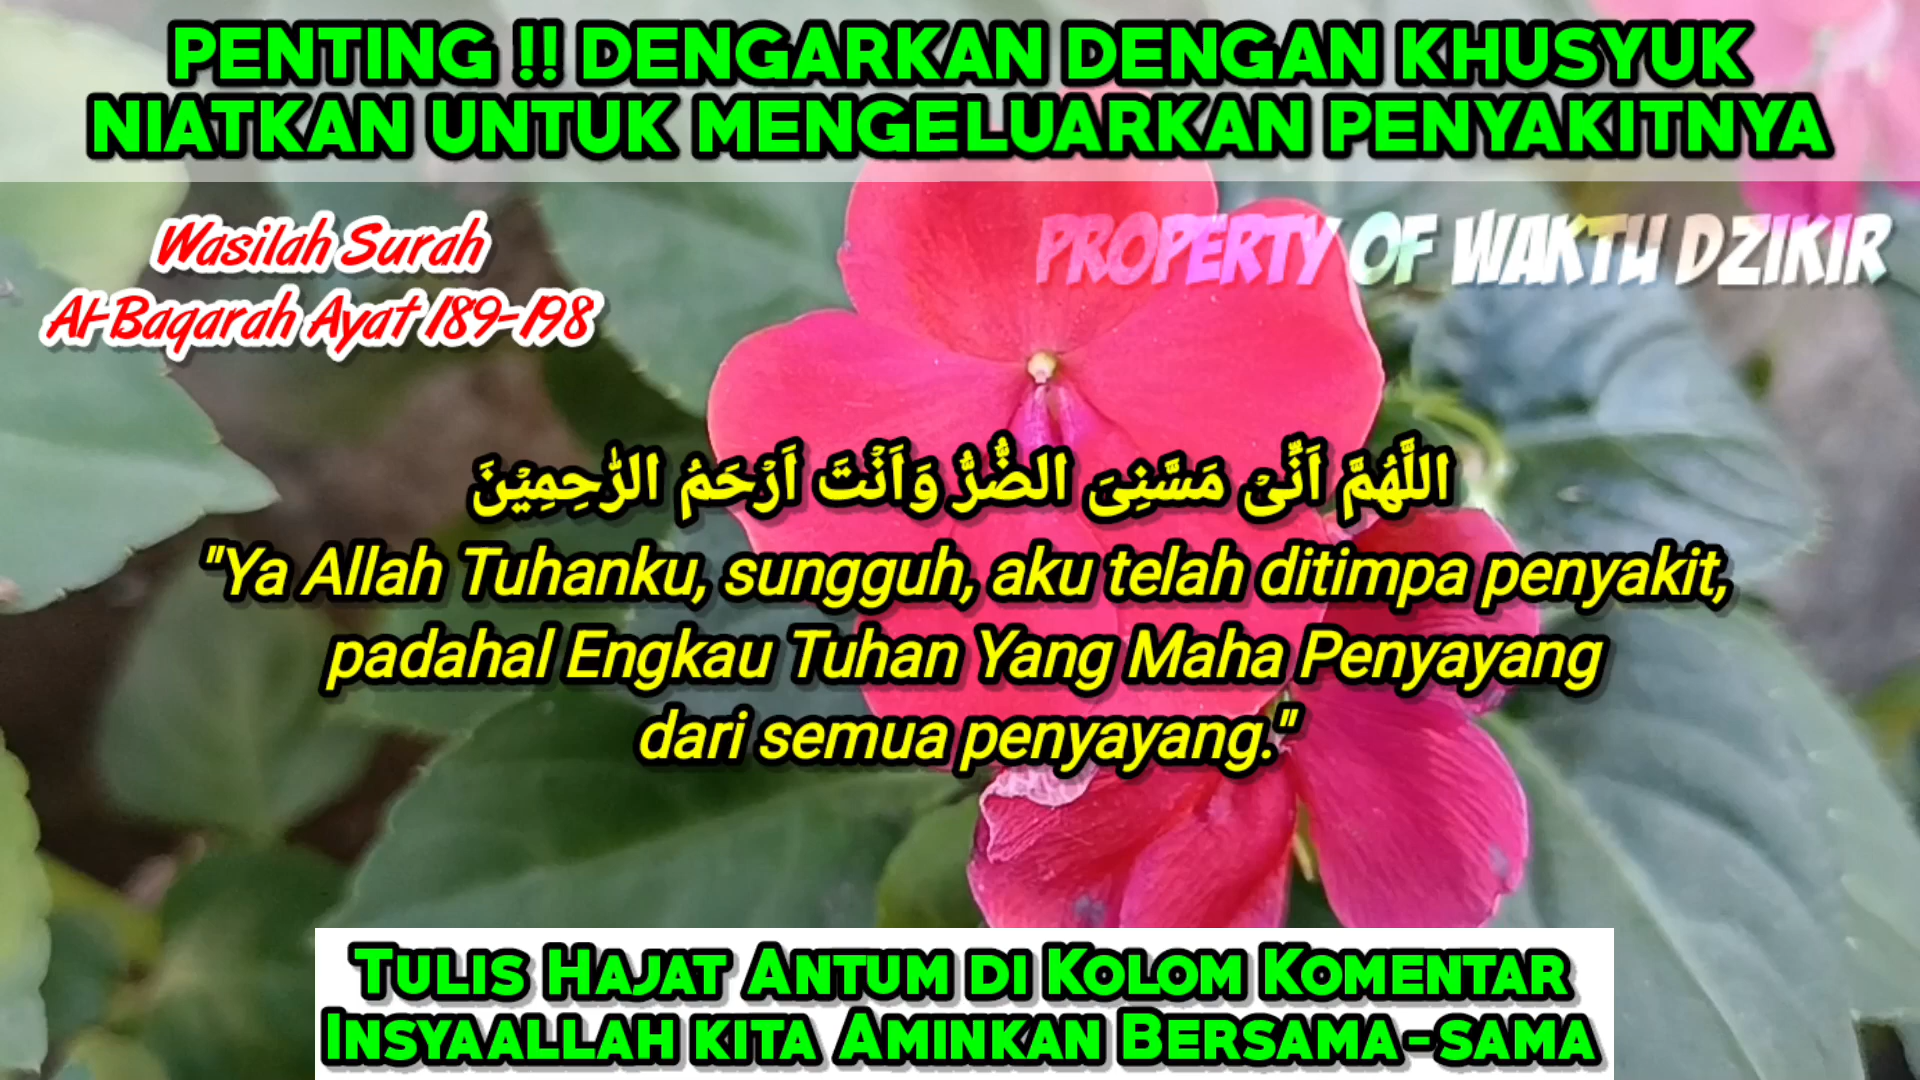 PENTING !! DENGARKAN DENGAN KHUSYUK
NIATKAN UNTUK MENGELUARKAN PENYAKITNYA
Wasilah Surah
Al-Baqarah Ayat 189-198
PROPERTY OF WAKTU DZIKIR
اللَّهُمَّ اَنِّىْ مَسَّنِىَ الضُّرُّ وَاَنْتَ اَرْحَمُ الرّٰحِمِيْنَ
"Ya Allah Tuhanku, sungguh, aku telah ditimpa penyakit,
padahal Engkau Tuhan Yang Maha Penyayang
dari semua penyayang."
Tulis Hajat Antum di Kolom Komentar
Insyaallah kita Aminkan Bersama-sama